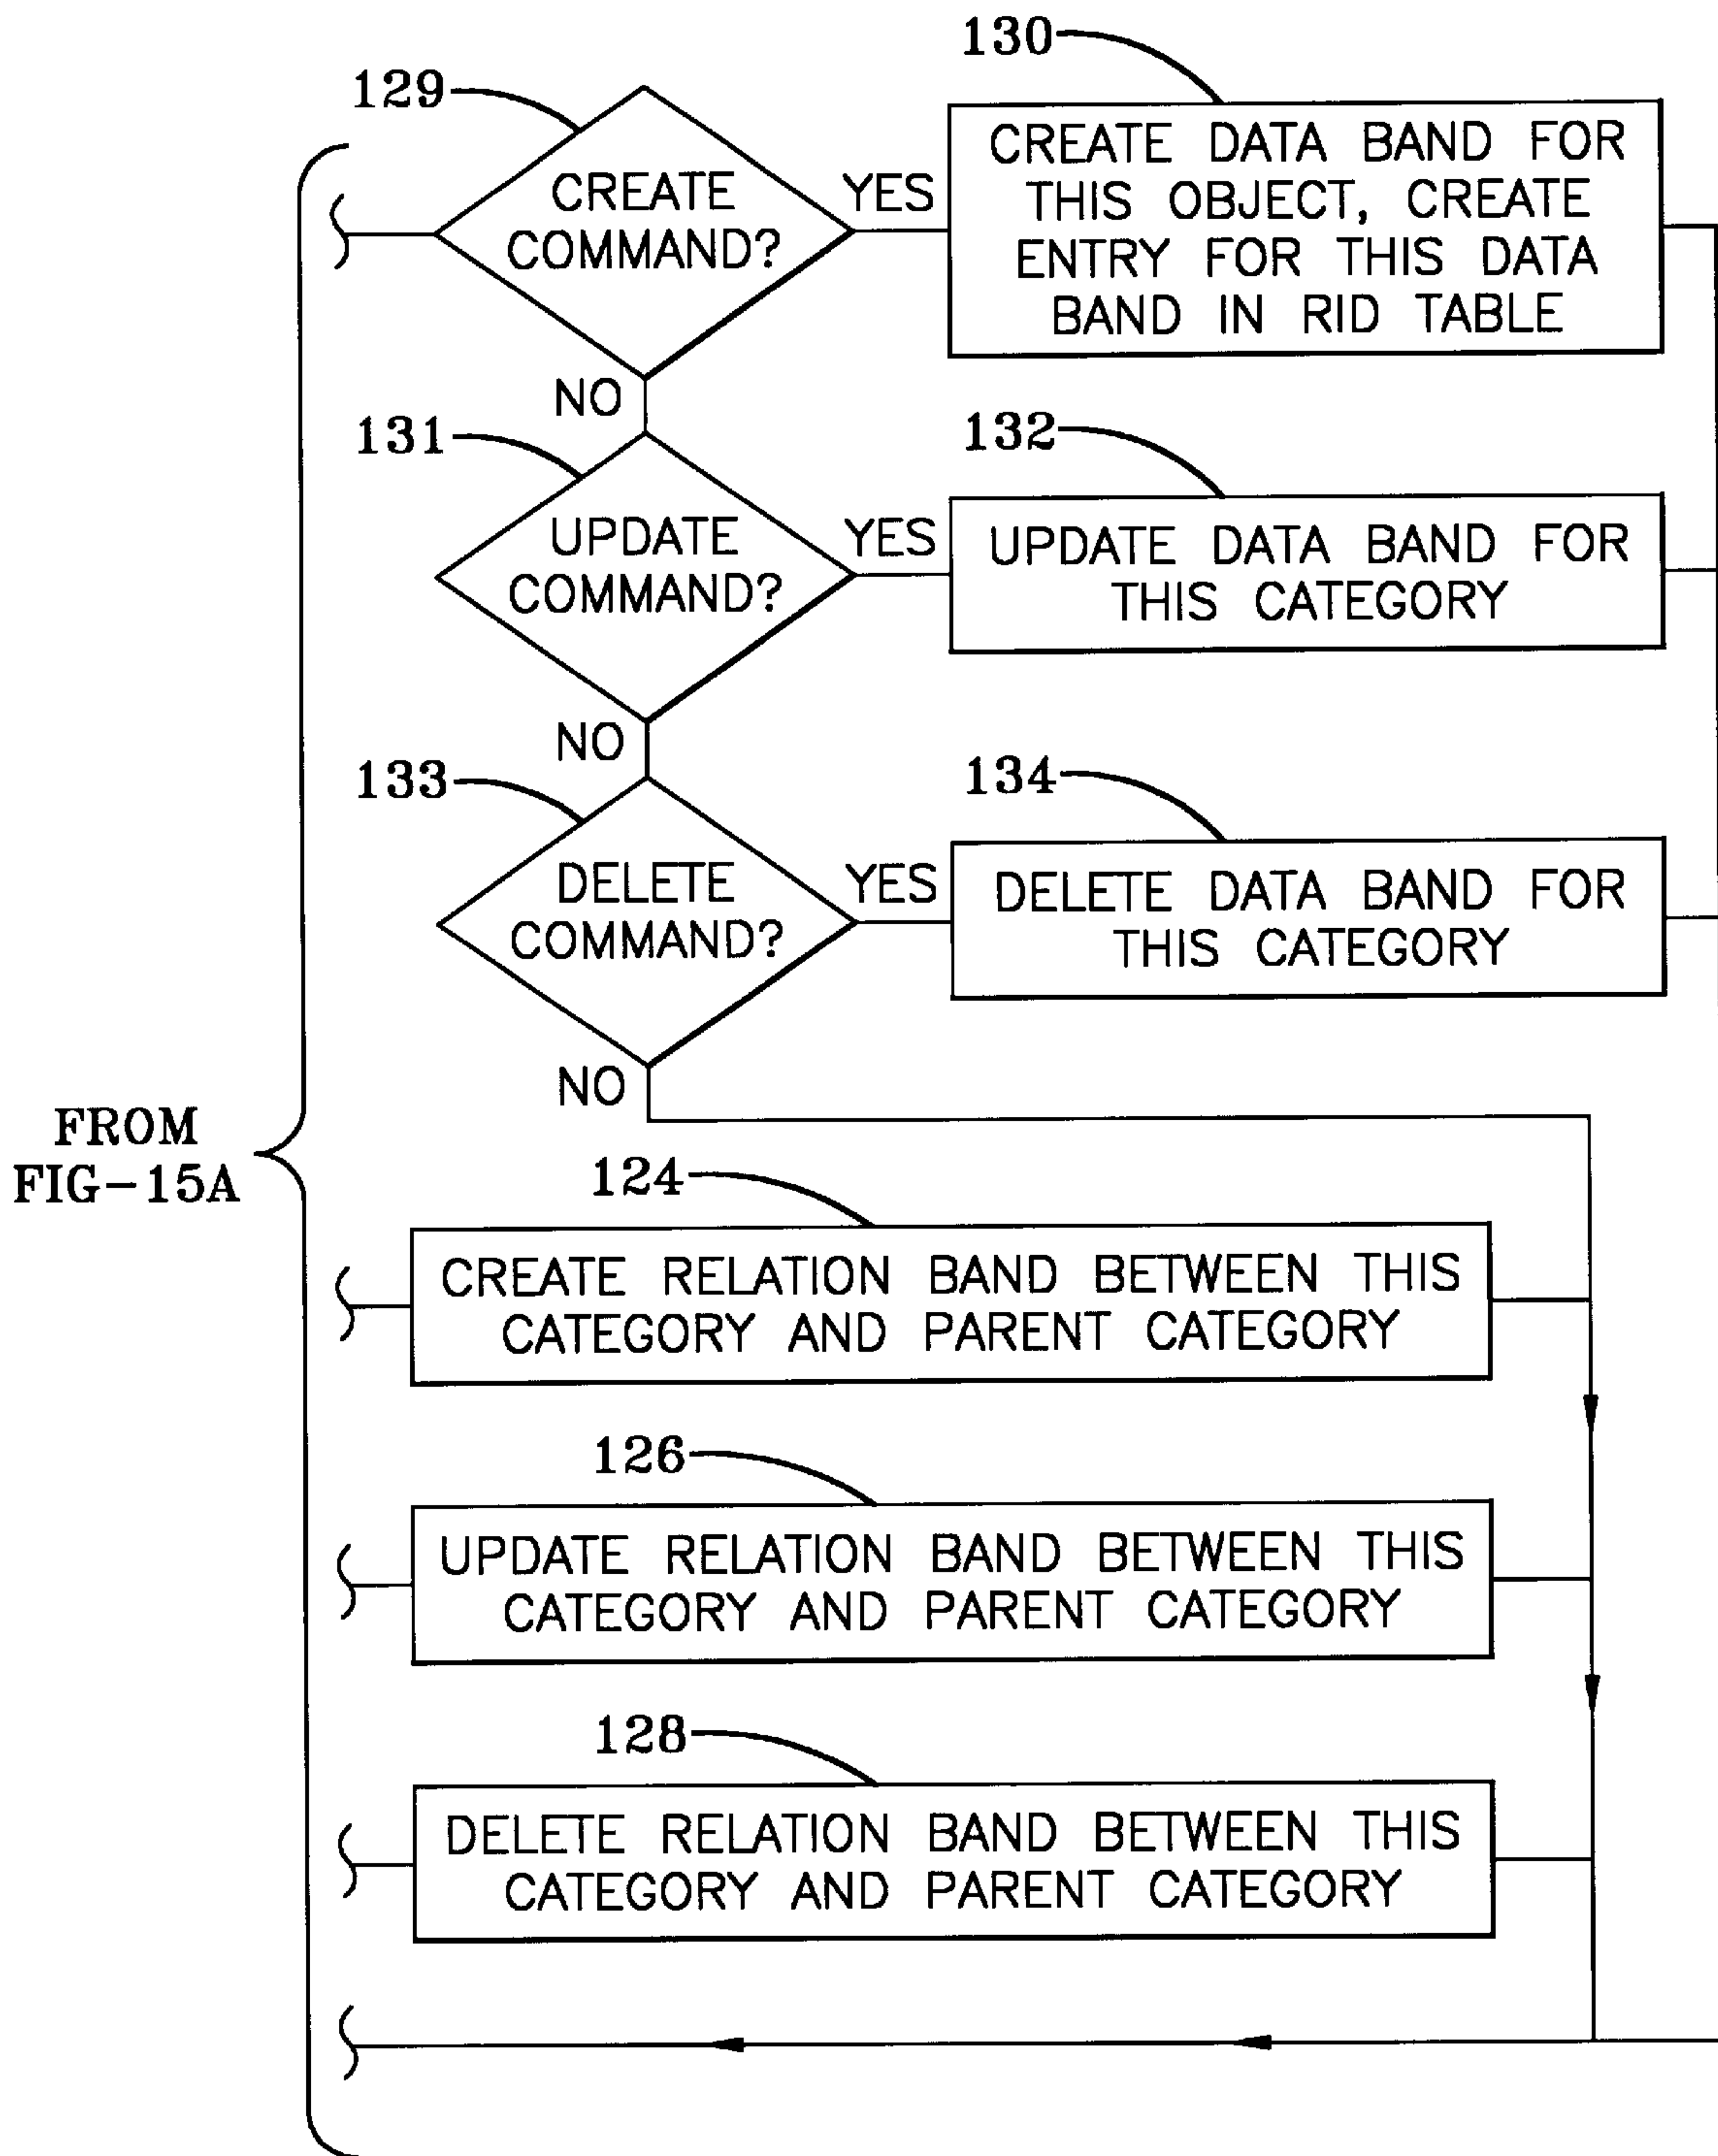 130
129
CREATE DATA BAND FOR
THIS OBJECT, CREATE
ENTRY FOR THIS DATA
BAND IN RID TABLE
CREATE
COMMAND?
YES
NO
131
132
UPDATE
COMMAND?
YES
UPDATE DATA BAND FOR
THIS CATEGORY
NO
133
134
DELETE
COMMAND?
YES
DELETE DATA BAND FOR
THIS CATEGORY
NO
FROM
FIG-15A
124
CREATE RELATION BAND BETWEEN THIS
CATEGORY AND PARENT CATEGORY
126
UPDATE RELATION BAND BETWEEN THIS
CATEGORY AND PARENT CATEGORY
128
DELETE RELATION BAND BETWEEN THIS
CATEGORY AND PARENT CATEGORY